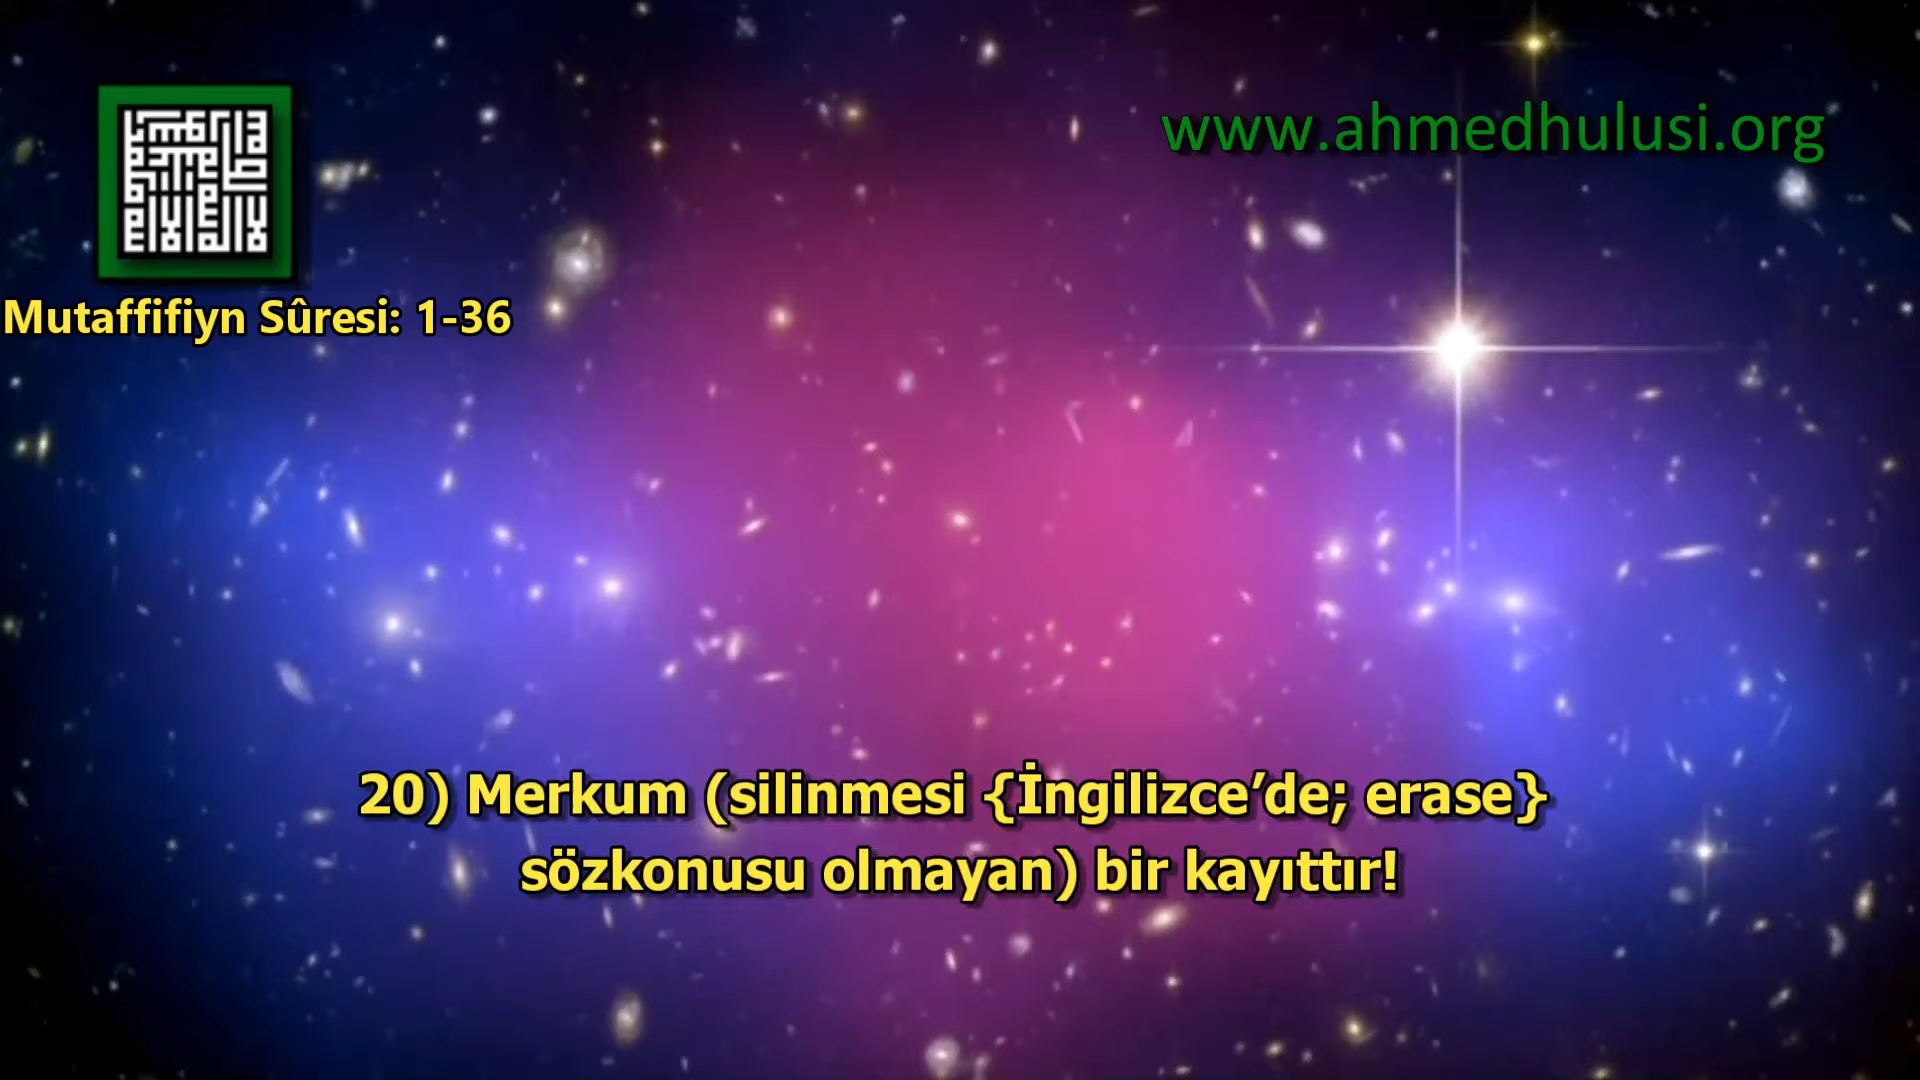 www.ahmedhulusi.org
Mutaffifiyn Sûresi: 1-36
20) Merkum (silinmesi {İngilizce’de; erase}
sözkonusu olmayan) bir kayıttır!